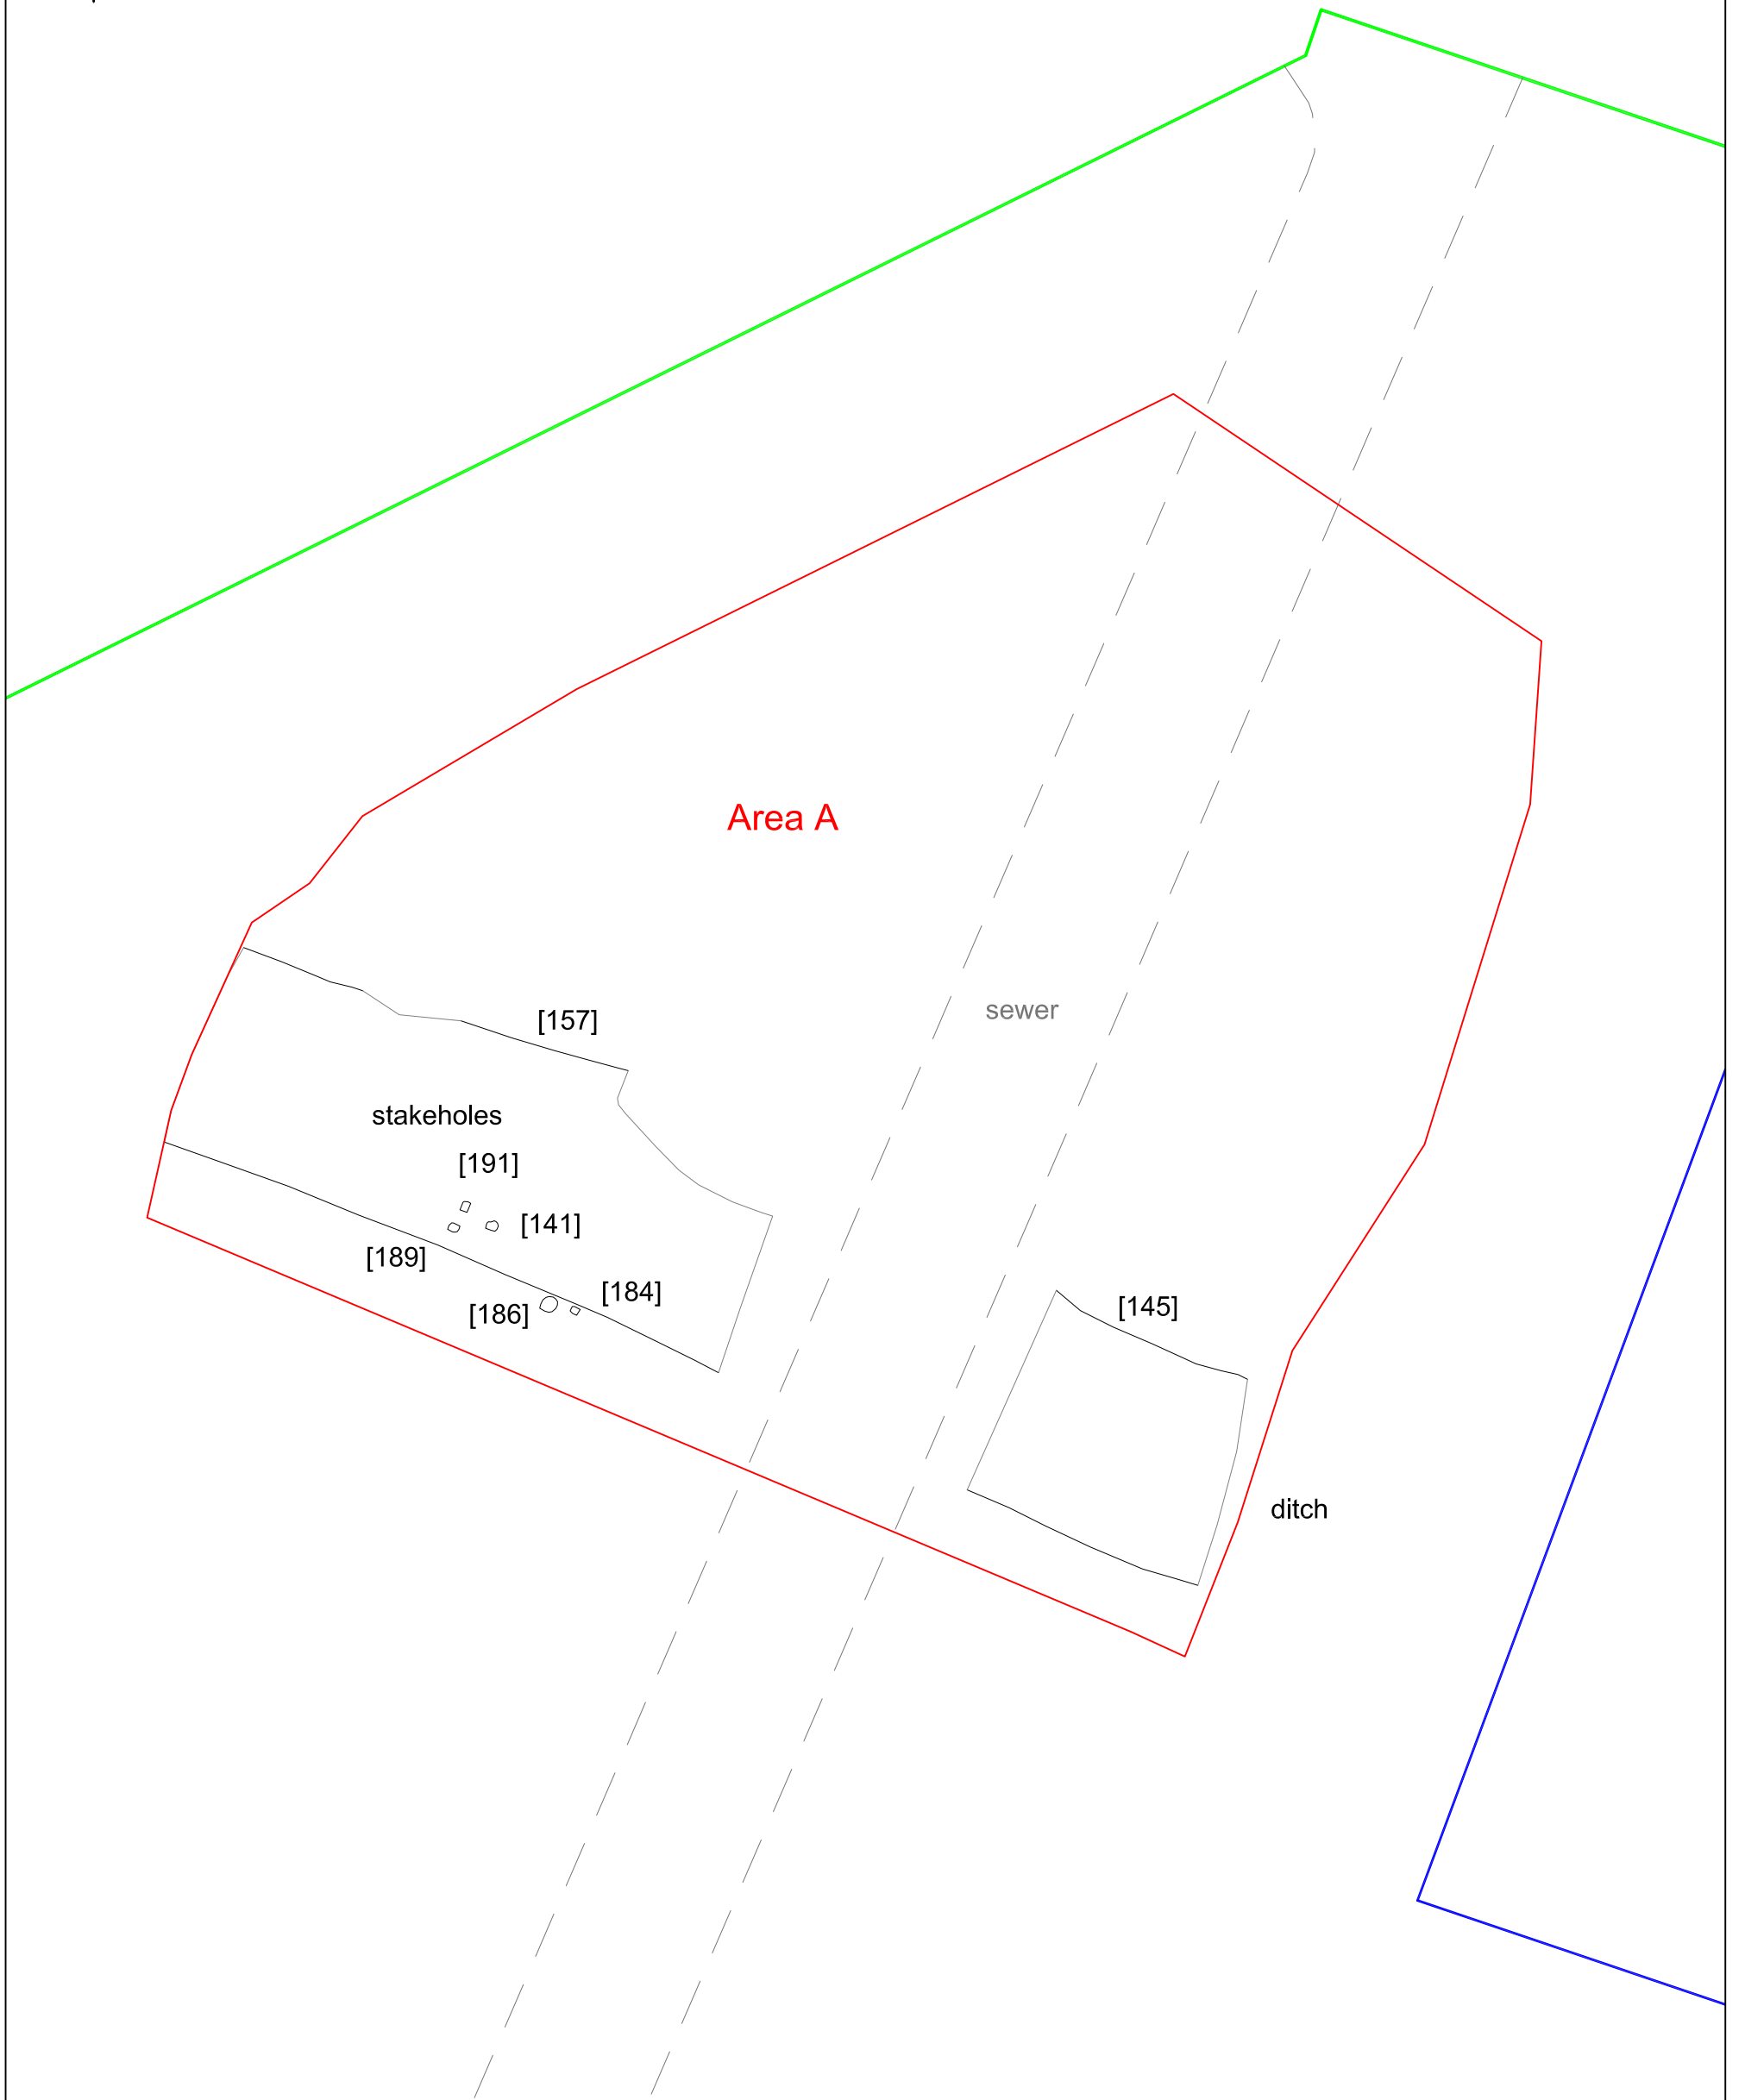 Area A
sewer
[157]
stakeholes
[191]
[141]
[189]
[184]
[186]
[145]
ditch